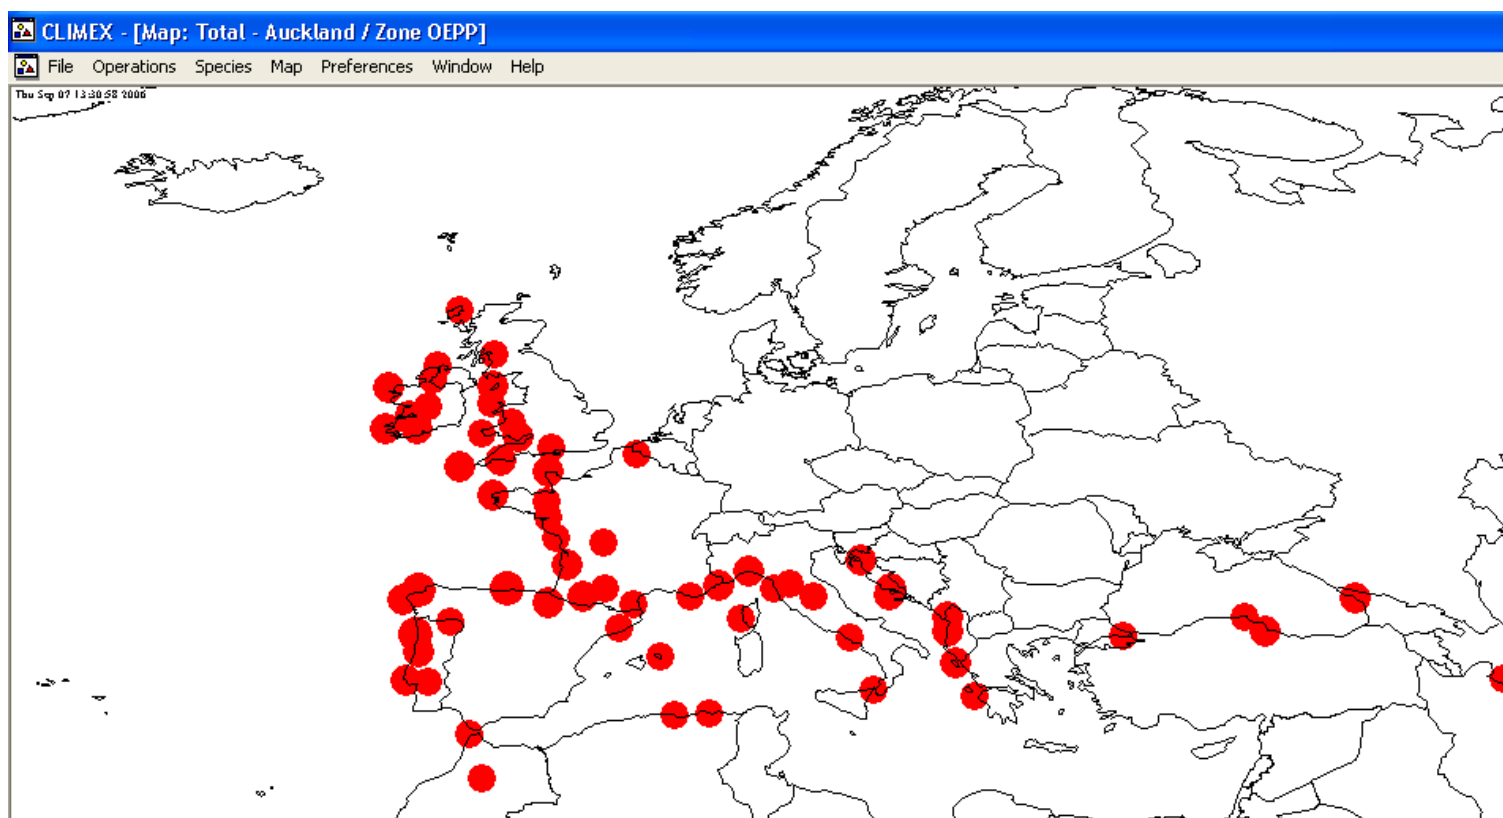 CLIMEX - [Map: Total - Auckland / Zone OEPP]
File Operations Species Map Preferences Window Help
Thu Sep 07 13:30:58 2006